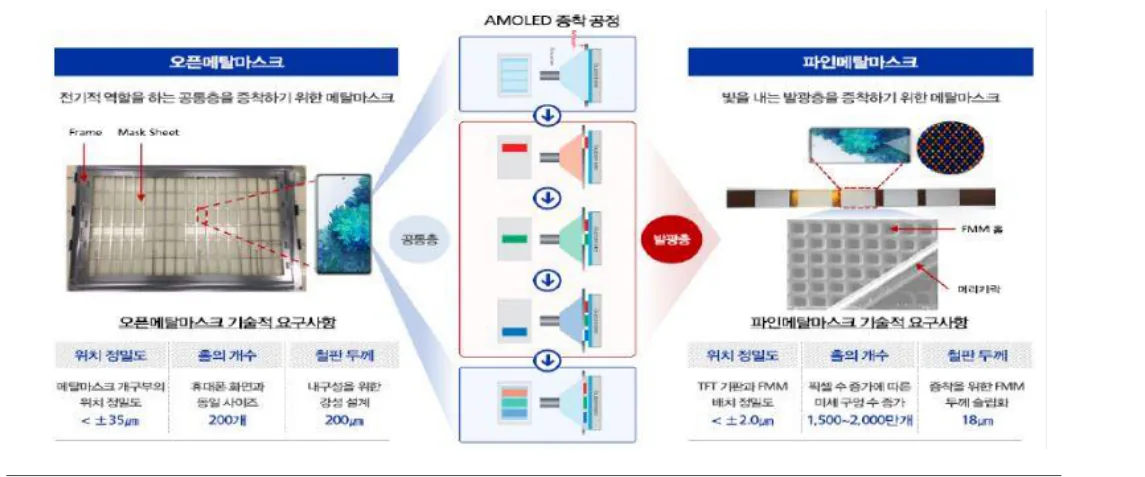 AMOLED 증착 공정
오픈메탈마스크
전기적 역할을 하는 공통층을 증착하기 위한 메탈마스크
Frame
Mask Sheet
공통층
오픈메탈마스크 기술적 요구사항
위치 정밀도
홀의 개수
철판 두께
메탈마스크 개구부의
위치 정밀도
< ±35㎛
휴대폰 화면과
동일 사이즈
200개
내구성을 위한
강성 설계
200㎛
발광층
파인메탈마스크
빛을 내는 발광층을 증착하기 위한 메탈마스크
FMM 홀
머리카락
파인메탈마스크 기술적 요구사항
위치 정밀도
홀의 개수
철판 두께
TFT 기판과 FMM
배치 정밀도
< ±2.0㎛
픽셀 수 증가에 따른
미세 구멍 수 증가
1,500~2,000만개
증착을 위한 FMM
두께 슬림화
18㎛